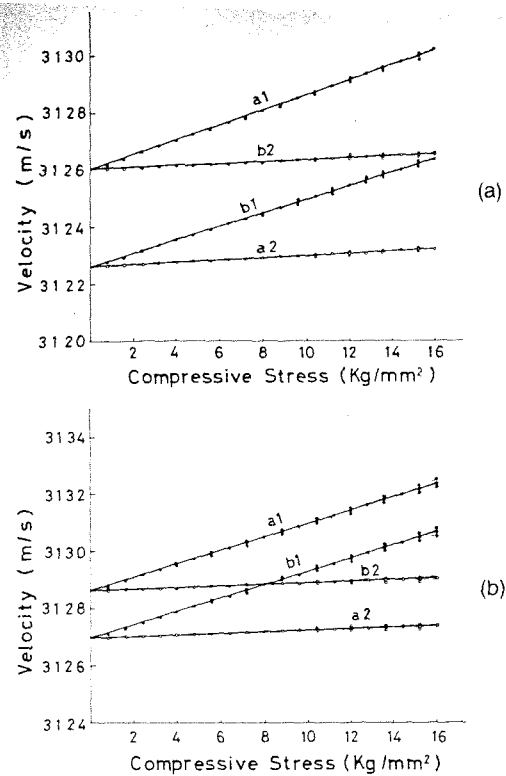 3130
a1
3128
b2
3126
b1
(a)
3124
a2
3122
3120
2 4 6 8 10 12 14 16
Compressive Stress (Kg/mm²)
Velocity (m/s)
3134
3132
a1
3130
b1
b2
(b)
3128
a2
3126
3124
2 4 6 8 10 12 14 16
Compressive Stress (Kg/mm²)
Velocity (m/s)